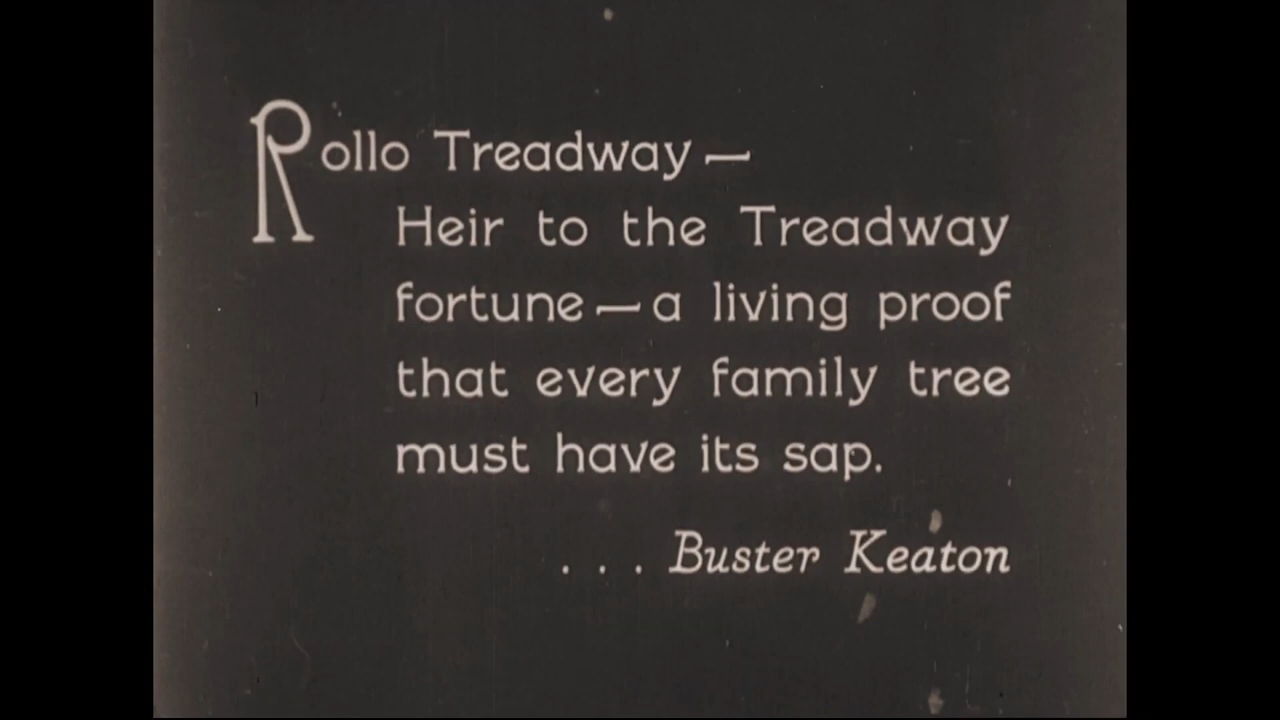 Rollo Treadway—
Heir to the Treadway
fortune—a living proof
that every family tree
must have its sap.
. . . Buster Keaton